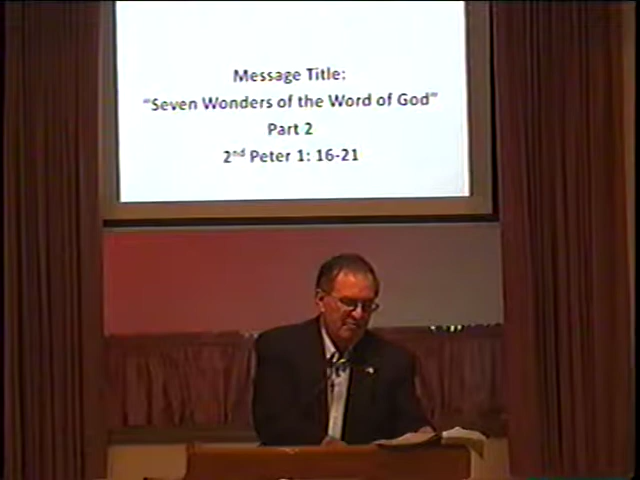 Message Title:
“Seven Wonders of the Word of God”
Part 2
2nd Peter 1: 16-21